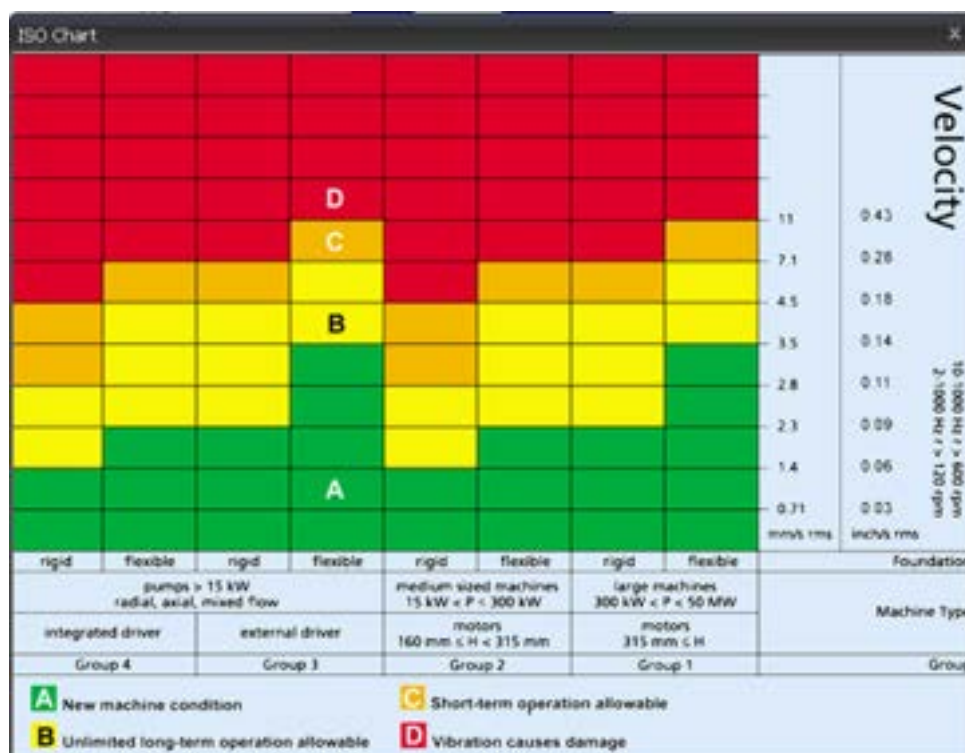 ISO Chart X
D
C
B
A
11 0.43
7.1 0.28
4.5 0.18
3.5 0.14
2.8 0.11
2.3 0.09
1.4 0.06
0.71 0.03
mm/s rms inch/s rms
Velocity
10-1000 Hz r > 600 rpm
2-1000 Hz r > 120 rpm
rigid flexible rigid flexible rigid flexible rigid flexible Foundation
pumps > 15 kW
radial, axial, mixed flow
medium sized machines
15 kW < P ≤ 300 kW
large machines
300 kW < P < 50 MW
Machine Type
integrated driver external driver
motors
160 mm ≤ H < 315 mm
motors
315 mm ≤ H
Group 4 Group 3 Group 2 Group 1 Group
A New machine condition
C Short-term operation allowable
B Unlimited long-term operation allowable
D Vibration causes damage